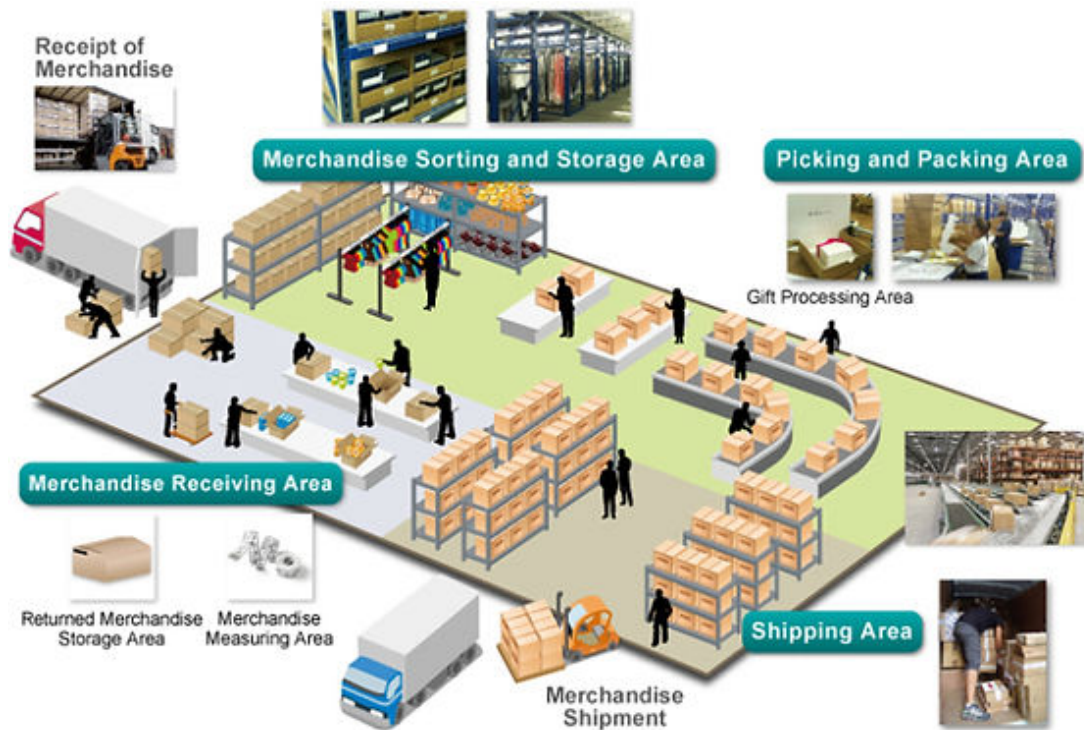 Receipt of
Merchandise
Merchandise Sorting and Storage Area
Picking and Packing Area
Gift Processing Area
Merchandise Receiving Area
Returned Merchandise
Storage Area
Merchandise
Measuring Area
Shipping Area
Merchandise
Shipment